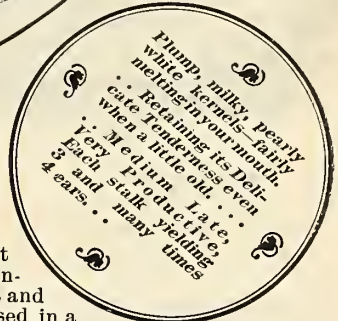 Plump, milky, pearly
white kernels—fairly
melting in your mouth.
. . Retaining its Deli-
cate Tenderness even
when a little old. . . .
. . Medium Late,
Very Productive,
Each stalk yielding
3 and many times
4 ears. . .
t
n-
and
sed in a